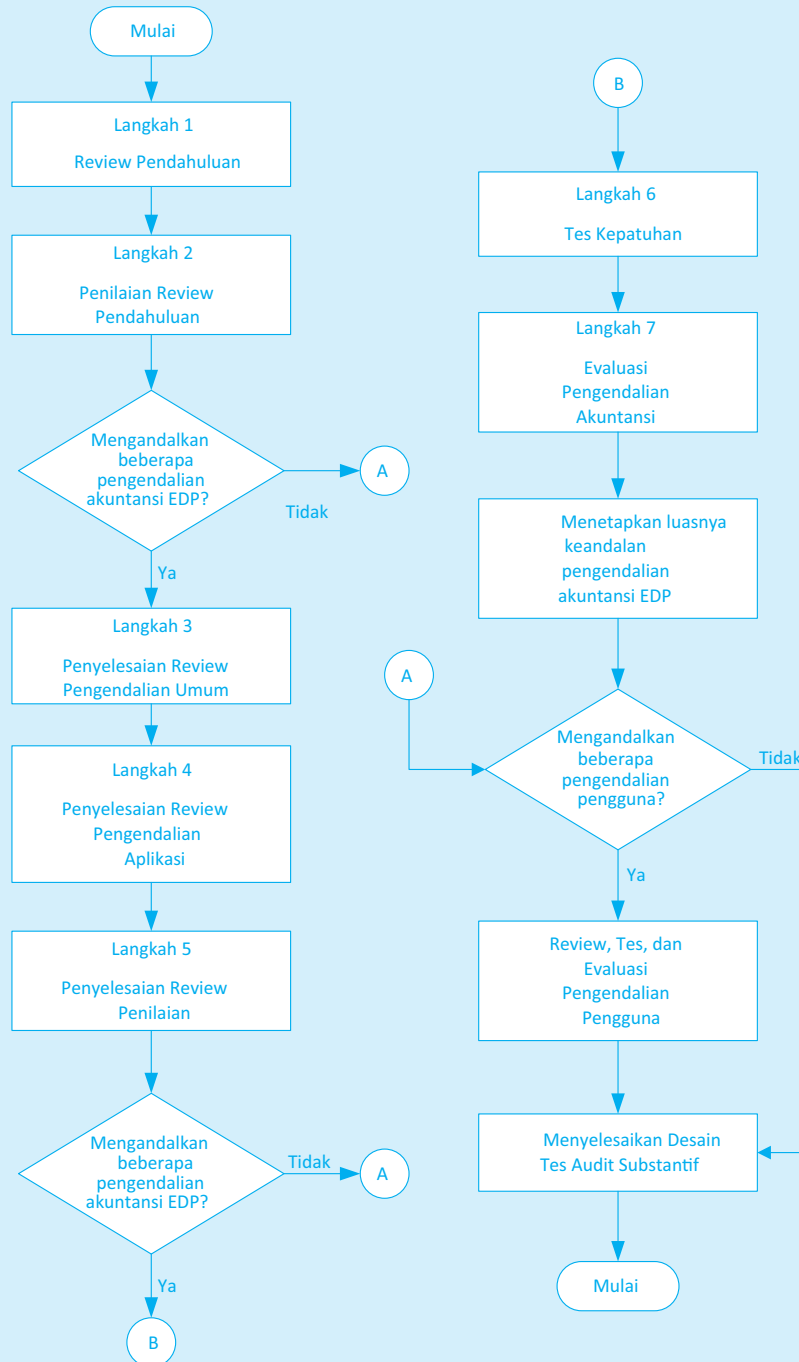 Mulai
Langkah 1
Review Pendahuluan
Langkah 2
Penilaian Review
Pendahuluan
Mengandalkan
beberapa
pengendalian
akuntansi EDP?
A
Tidak
Ya
Langkah 3
Penyelesaian Review
Pengendalian Umum
Langkah 4
Penyelesaian Review
Pengendalian
Aplikasi
Langkah 5
Penyelesaian Review
Penilaian
Mengandalkan
beberapa
pengendalian
akuntansi EDP?
Tidak
A
Ya
B
B
Langkah 6
Tes Kepatuhan
Langkah 7
Evaluasi
Pengendalian
Akuntansi
Menetapkan luasnya
keandalan
pengendalian
akuntansi EDP
A
Mengandalkan
beberapa
pengendalian
pengguna?
Tidak
Ya
Review, Tes, dan
Evaluasi
Pengendalian
Pengguna
Menyelesaikan Desain
Tes Audit Substantif
Mulai